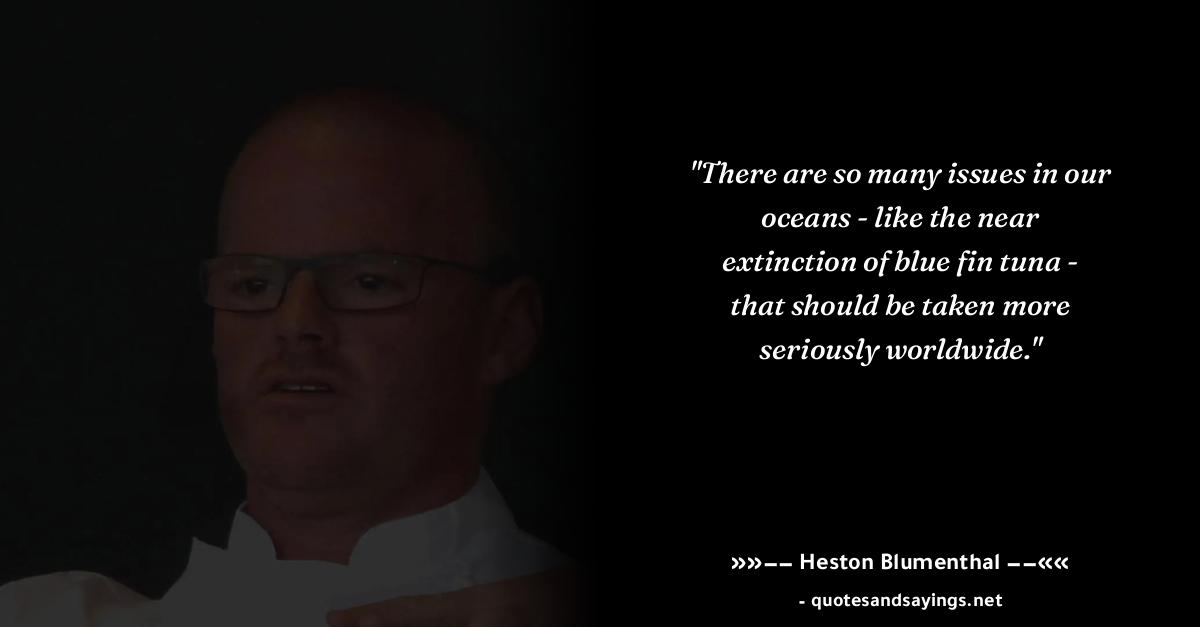 "There are so many issues in our
oceans - like the near
extinction of blue fin tuna -
that should be taken more
seriously worldwide."
»»−− Heston Blumenthal −−««
- quotesandsayings.net